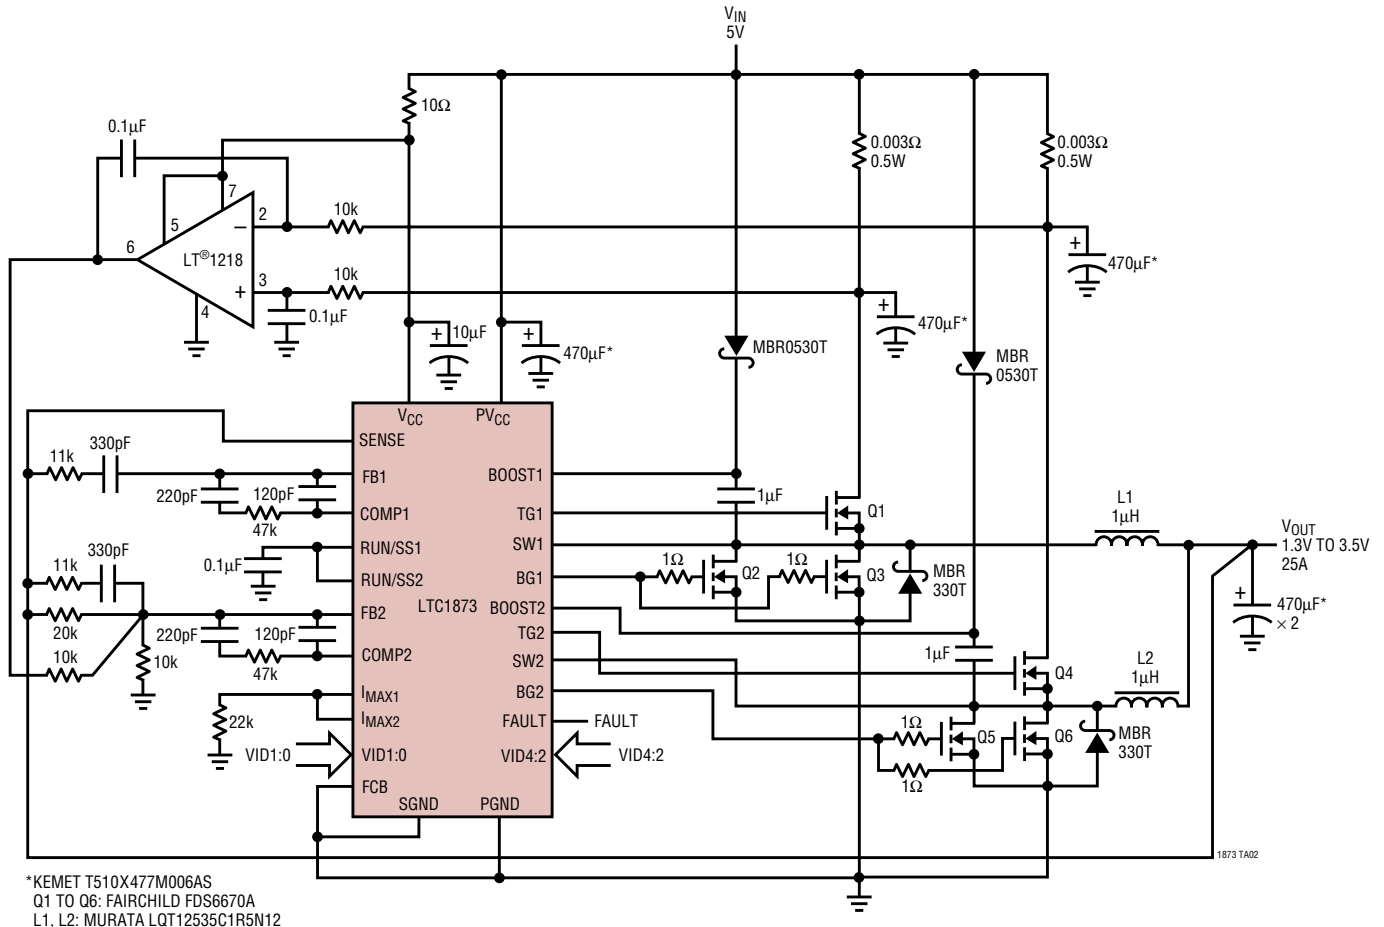 VIN
5V
10Ω
0.1µF
0.003Ω
0.5W
0.003Ω
0.5W
7
5
2
10k
–
6
LT®1218
+
470µF*
3
10k
+
4
0.1µF
+
10µF
+
470µF*
+
470µF*
MBR0530T
MBR
0530T
VCC
PVCC
SENSE
330pF
11k
FB1
BOOST1
220pF
120pF
1µF
L1
1µH
COMP1
TG1
Q1
47k
VOUT
1.3V TO 3.5V
25A
RUN/SS1
SW1
330pF
0.1µF
1Ω
1Ω
11k
RUN/SS2
BG1
Q2
Q3
MBR
330T
+
470µF*
× 2
LTC1873
FB2
BOOST2
20k
220pF
120pF
TG2
10k
10k
COMP2
SW2
1µF
L2
1µH
47k
Q4
IMAX1
BG2
22k
IMAX2
FAULT
FAULT
1Ω
Q5
Q6
MBR
330T
VID1:0
VID1:0
VID4:2
VID4:2
1Ω
FCB
SGND
PGND
1873 TA02
*KEMET T510X477M006AS
Q1 TO Q6: FAIRCHILD FDS6670A
L1, L2: MURATA LQT12535C1R5N12